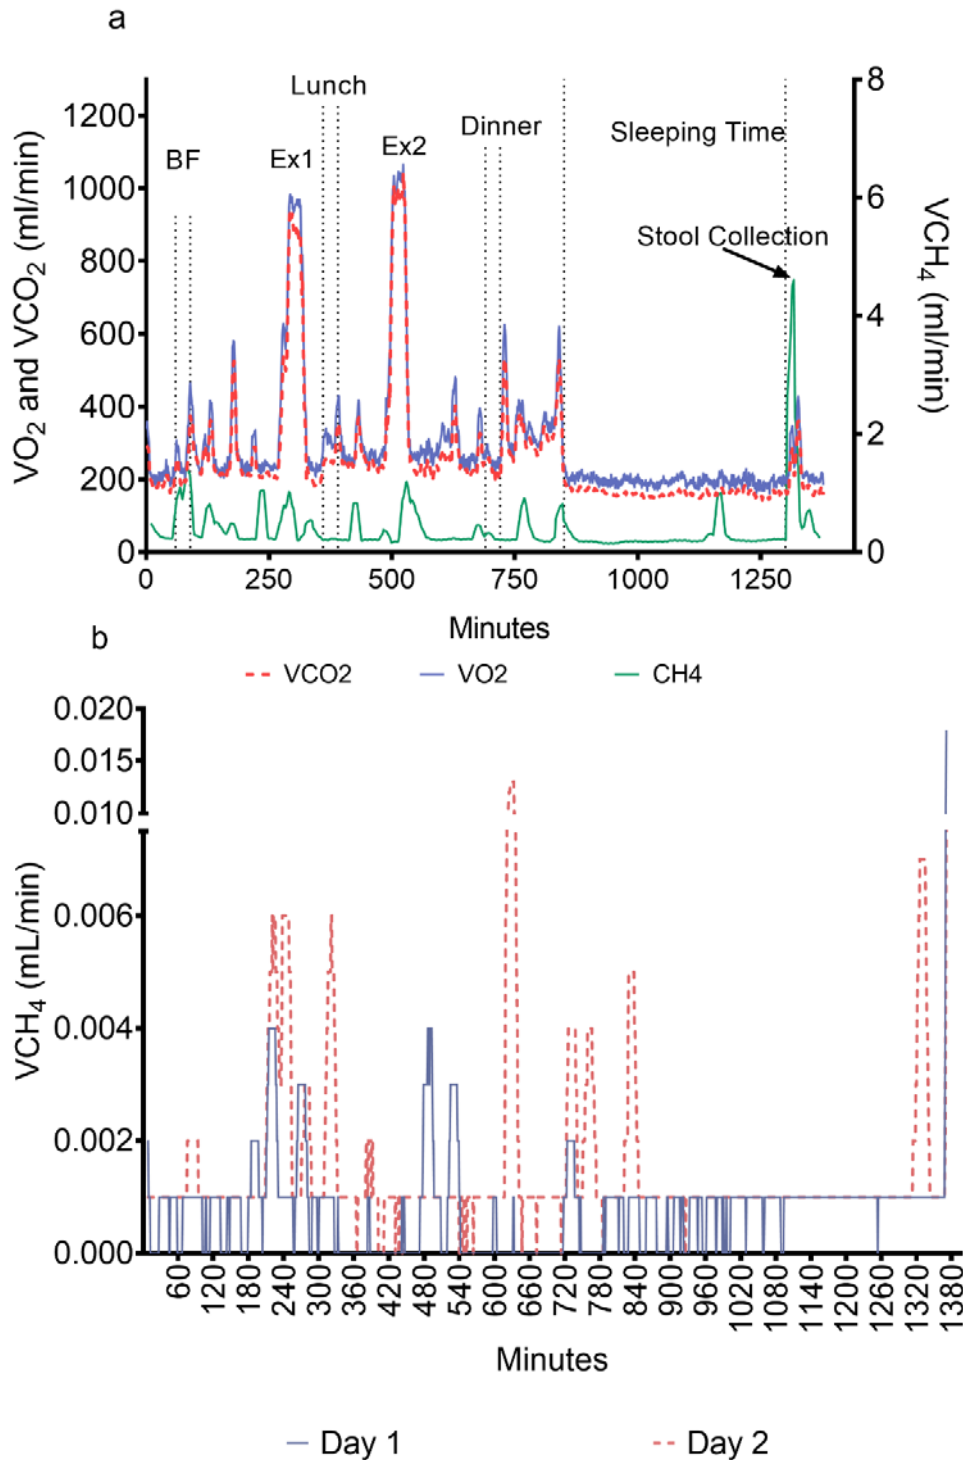 a
Lunch
BF
Ex1
Ex2
Dinner
Sleeping Time
Stool Collection
VO2 and VCO2 (ml/min)
1200
1000
800
600
400
200
0
VCH4 (ml/min)
8
6
4
2
0
0 250 500 750 1000 1250
Minutes
b
VCO2 VO2 CH4
VCH4 (mL/min)
0.020
0.015
0.010
0.006
0.004
0.002
0.000
60 120 180 240 300 360 420 480 540 600 660 720 780 840 900 960 1020 1080 1140 1200 1260 1320 1380
Minutes
Day 1 Day 2